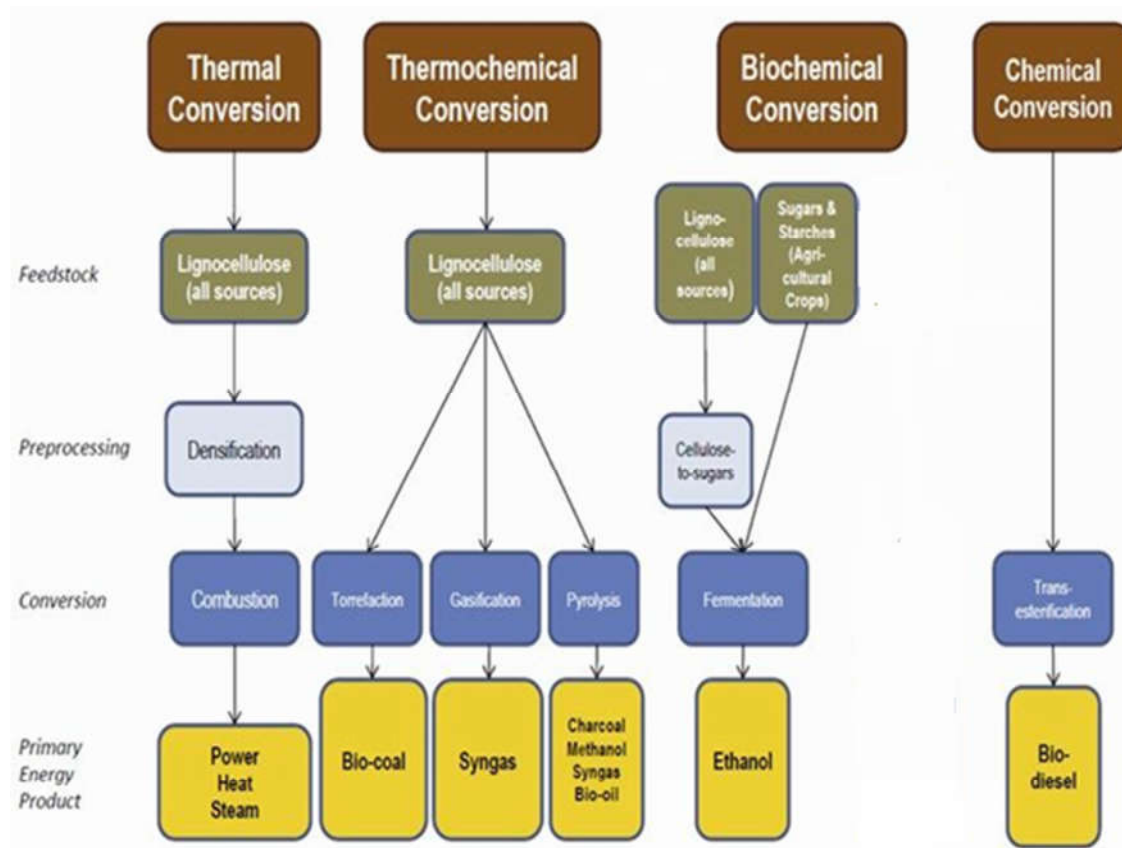 Thermal
Conversion
Thermochemical
Conversion
Biochemical
Conversion
Chemical
Conversion
Feedstock
Lignocellulose
(all sources)
Lignocellulose
(all sources)
Ligno-
cellulose
(all
sources)
Sugars &
Starches
(Agri-
cultural
Crops)
Preprocessing
Densification
Cellulose-
to-sugars
Conversion
Combustion
Torrefaction
Gasification
Pyrolysis
Fermentation
Trans-
esterification
Primary
Energy
Product
Power
Heat
Steam
Bio-coal
Syngas
Charcoal
Methanol
Syngas
Bio-oil
Ethanol
Bio-
diesel